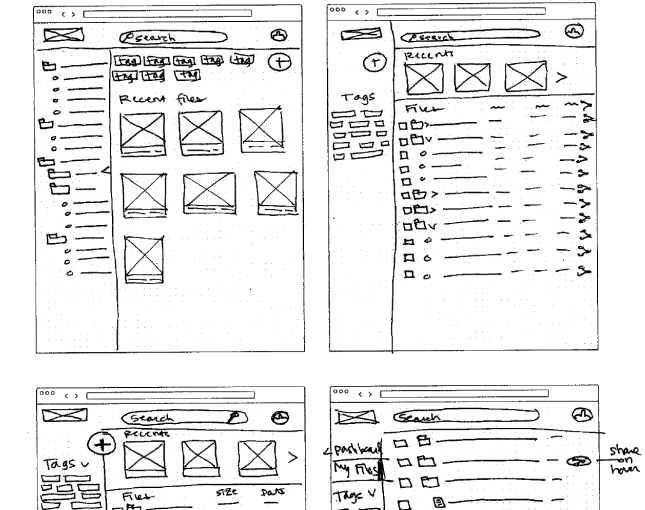 search
tag tag tag tag tag
tag tag tag
Recent files
search
Recents
Tags
Files
Search
Recents
Tags
Files size Date
Search
Dashboard
My Files
Tags
share
on
hover